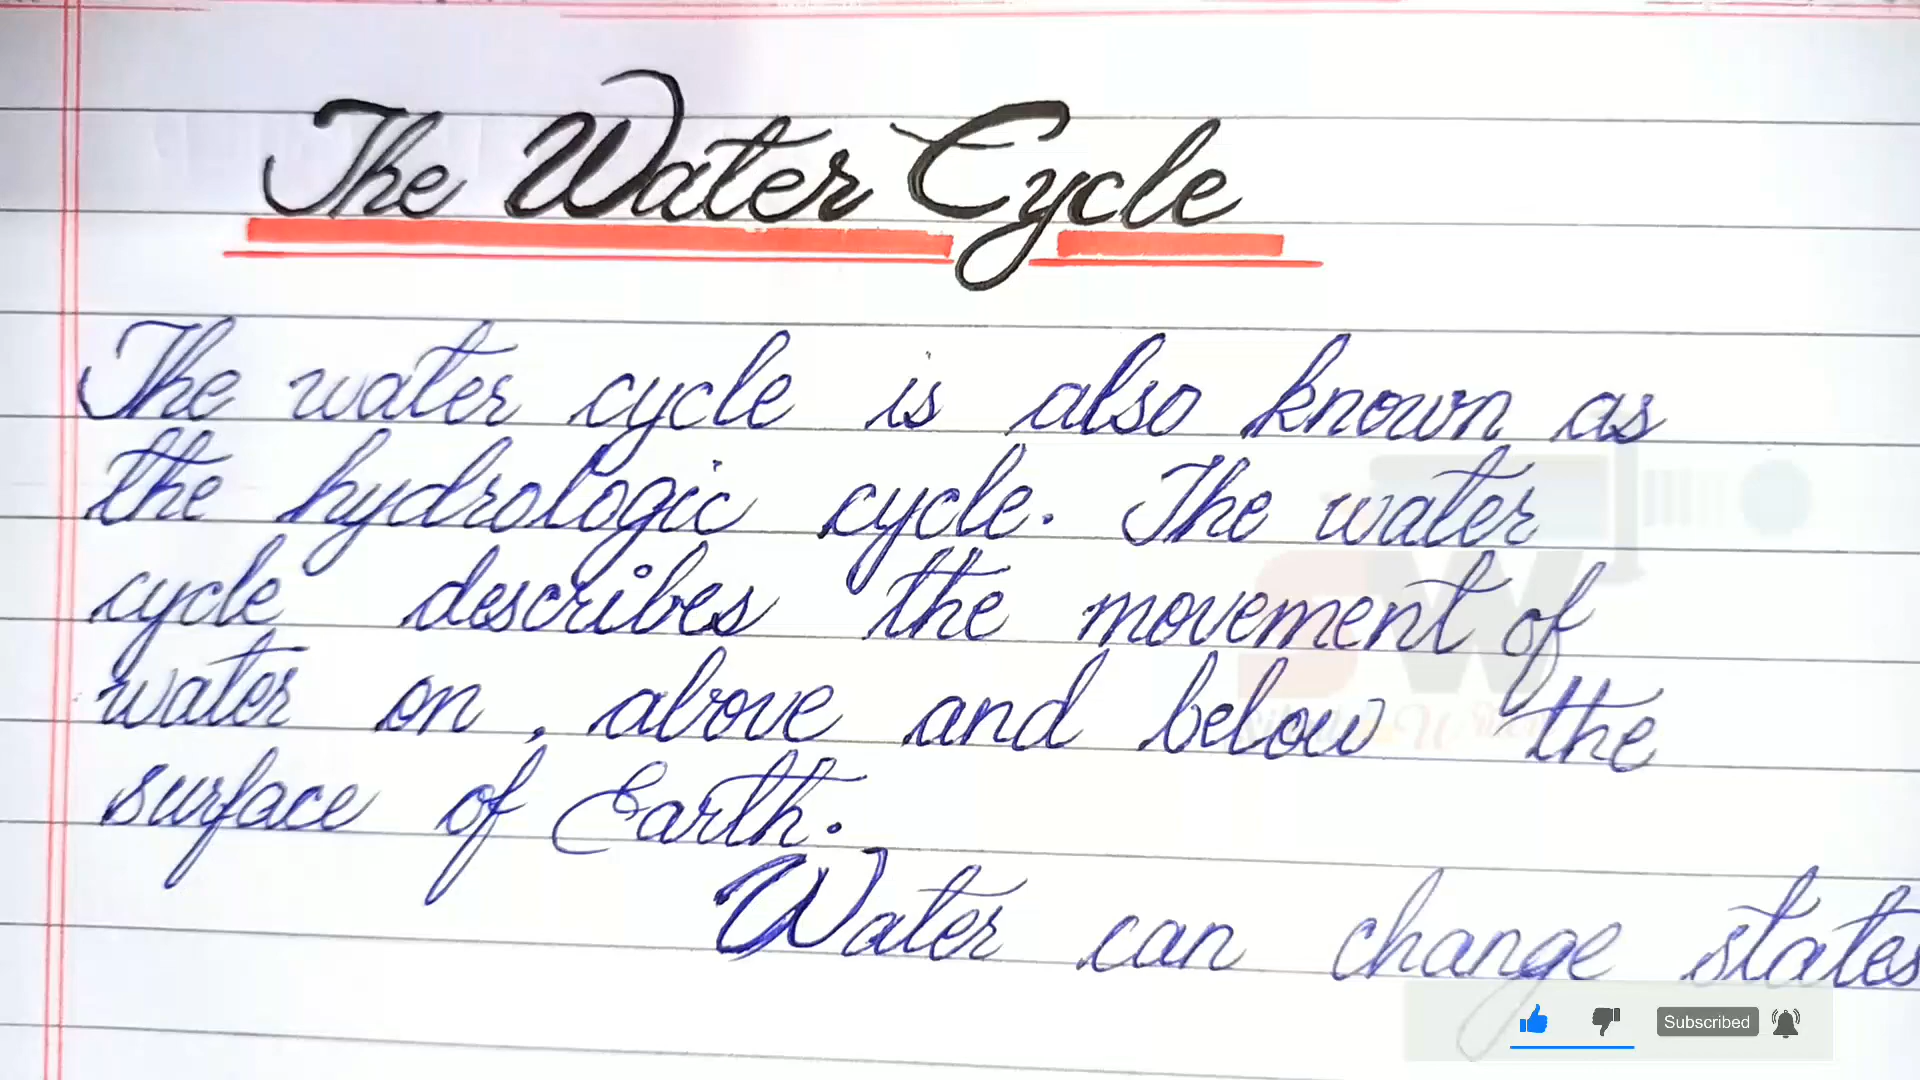 The Water Cycle
The water cycle is also known as
the hydrologic cycle. The water
cycle describes the movement of
water on, above and below the
surface of Earth.
Water can change states
Subscribed